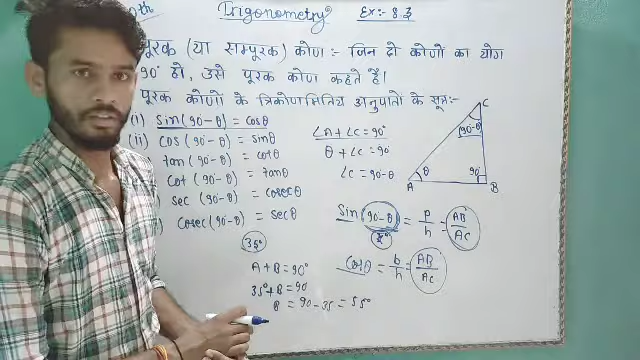 0th Trigonometry Ex:- 8.3
पूरक (या सम्पूरक) कोण :- जिन दो कोणों का योग
90° हो, उसे पूरक कोण कहते हैं।
पूरक कोणों के त्रिकोणमितिय अनुपातो के सूत्र:-
(i) sin(90-θ) = cosθ
(ii) cos(90-θ) = sinθ
tan(90-θ) = cotθ
cot(90-θ) = tanθ
sec(90-θ) = cosecθ
cosec(90-θ) = secθ
35°
A+B=90°
35°+B=90
B = 90-35 = 55°
∠A+∠C=90°
θ+∠C=90
∠C=90-θ
C
(90-θ)
θ
90°
A
B
Sin(90-θ) = p/h = AB/AC
cosθ = b/h = AB/AC